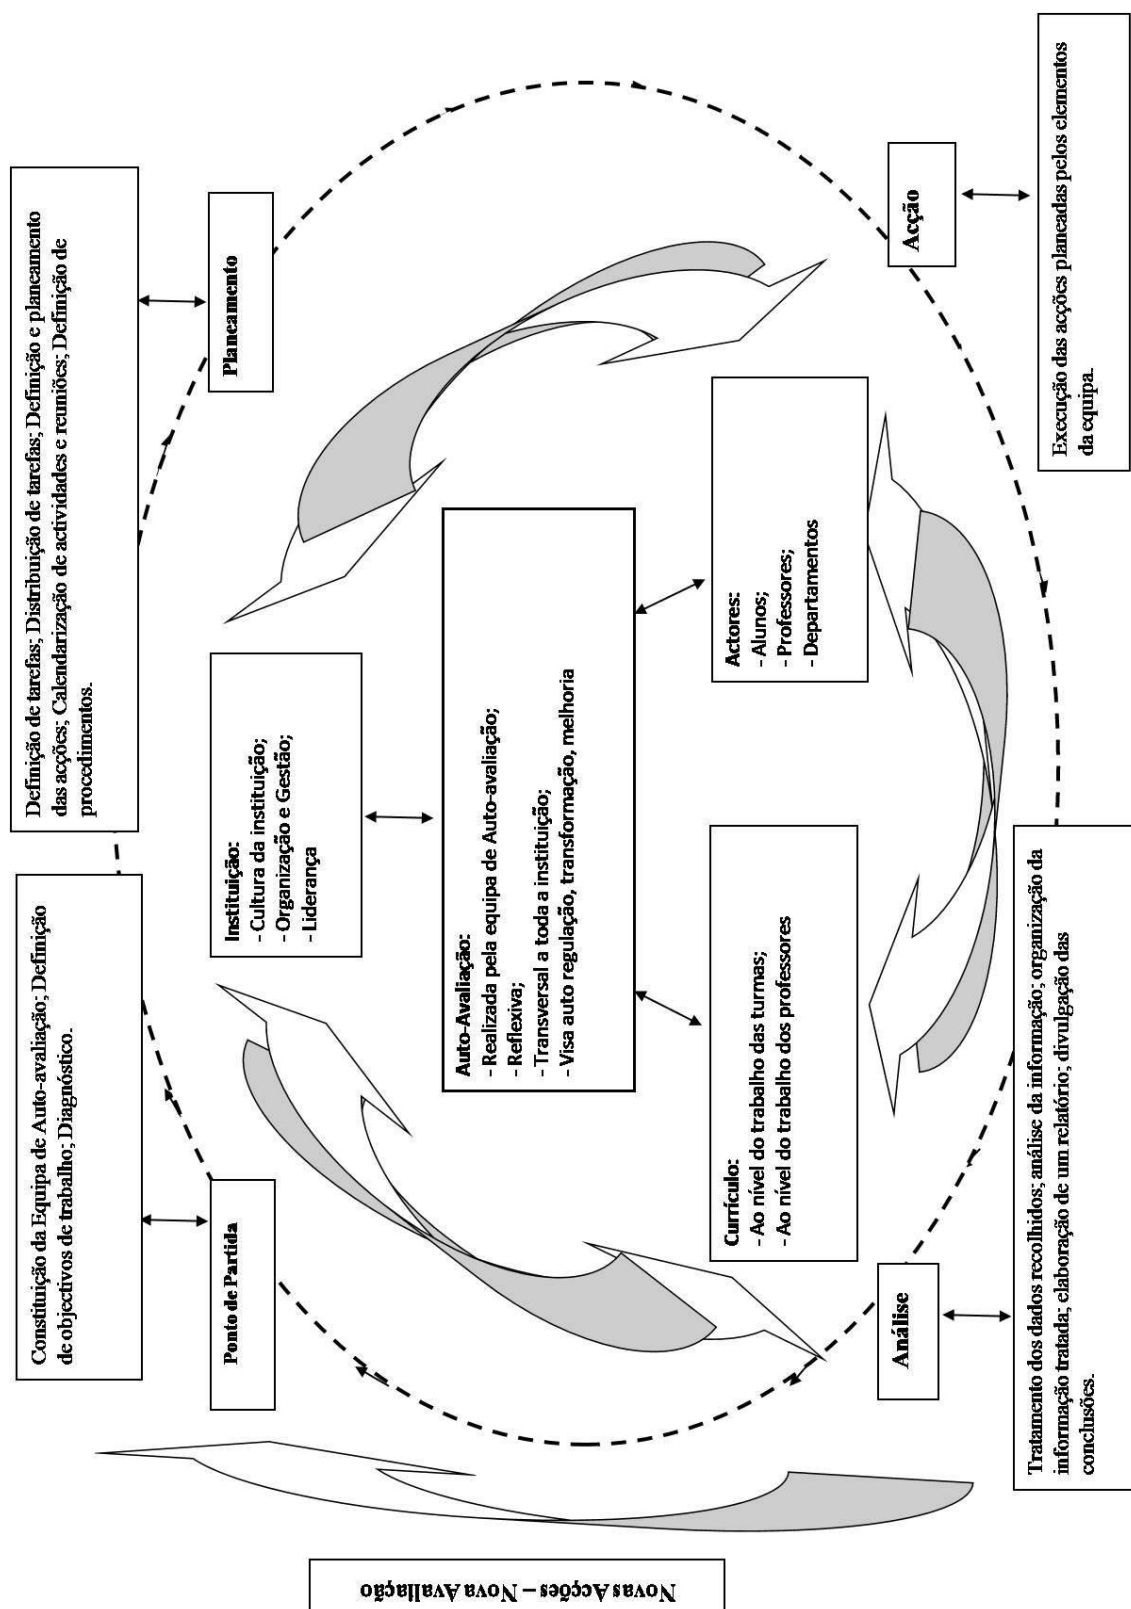 Constituição da Equipa de Auto-avaliação; Definição
de objectivos de trabalho; Diagnóstico.
Definição de tarefas; Distribuição de tarefas; Definição e planeamento
das acções; Calendarização de actividades e reuniões; Definição de
procedimentos.
Ponto de Partida
Planeamento
Instituição:
- Cultura da instituição;
- Organização e Gestão;
- Liderança
Auto-Avaliação:
- Realizada pela equipa de Auto-avaliação;
- Reflexiva;
- Transversal a toda a instituição;
- Visa auto regulação, transformação, melhoria
Currículo:
- Ao nível do trabalho das turmas;
- Ao nível do trabalho dos professores
Actores:
- Alunos;
- Professores;
- Departamentos
Análise
Acção
Tratamento dos dados recolhidos; análise da informação; organização da
informação tratada; elaboração de um relatório; divulgação das
conclusões.
Execução das acções planeadas pelos elementos
da equipa.
Novas Acções – Nova Avaliação